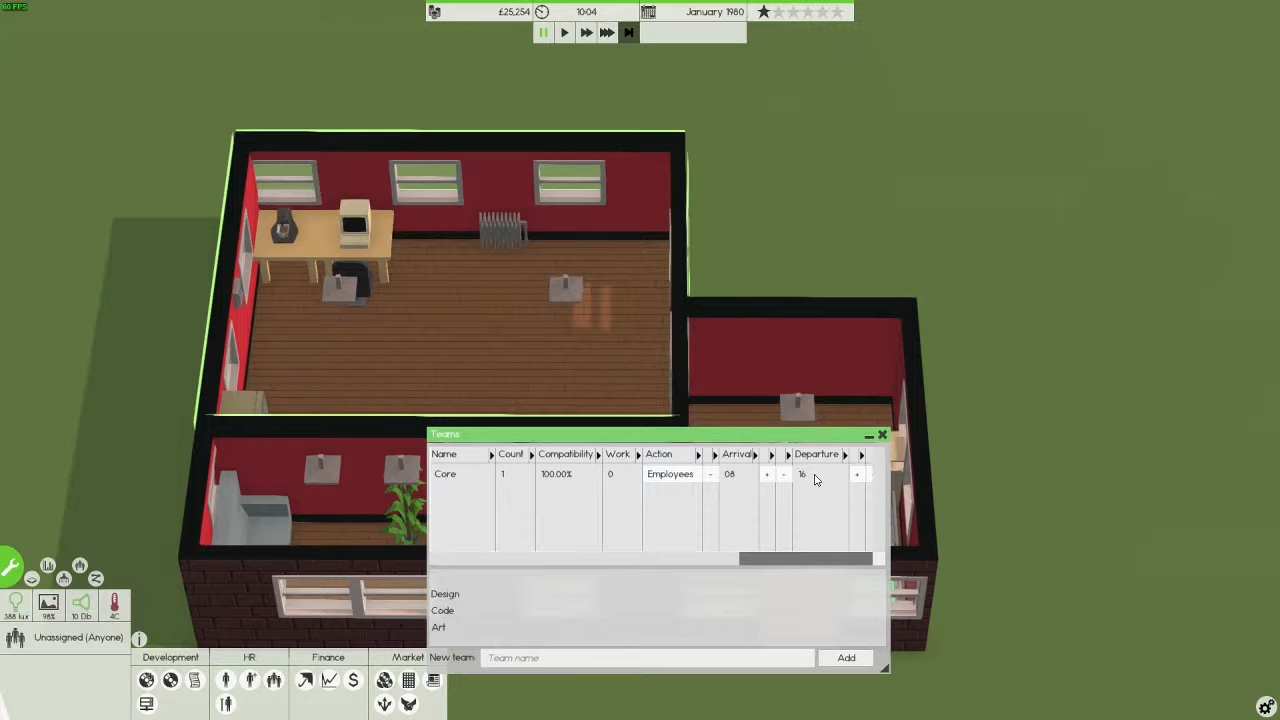 60 FPS
£25,254 10:04 January 1980
Teams
Name Count Compatibility Work Action Arrival Departure
Core 1 100.00% 0 Employees - 08 + - 16 +
Design
Code
Art
New team: Team name Add
388 lux 98% 10 Db 4C
Unassigned (Anyone)
Development HR Finance Market